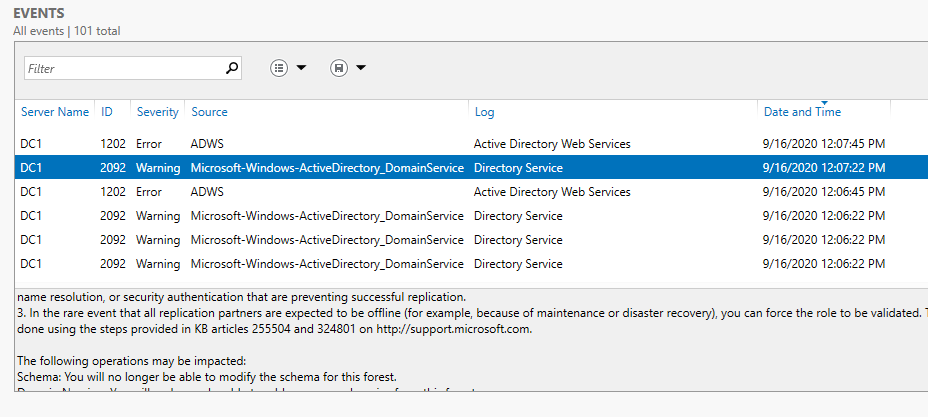 EVENTS
All events | 101 total
Filter
Server Name ID Severity Source Log Date and Time
DC1 1202 Error ADWS Active Directory Web Services 9/16/2020 12:07:45 PM
DC1 2092 Warning Microsoft-Windows-ActiveDirectory_DomainService Directory Service 9/16/2020 12:07:22 PM
DC1 1202 Error ADWS Active Directory Web Services 9/16/2020 12:06:45 PM
DC1 2092 Warning Microsoft-Windows-ActiveDirectory_DomainService Directory Service 9/16/2020 12:06:22 PM
DC1 2092 Warning Microsoft-Windows-ActiveDirectory_DomainService Directory Service 9/16/2020 12:06:22 PM
DC1 2092 Warning Microsoft-Windows-ActiveDirectory_DomainService Directory Service 9/16/2020 12:06:22 PM
name resolution, or security authentication that are preventing successful replication.
3. In the rare event that all replication partners are expected to be offline (for example, because of maintenance or disaster recovery), you can force the role to be validated.
done using the steps provided in KB articles 255504 and 324801 on http://support.microsoft.com.
The following operations may be impacted:
Schema: You will no longer be able to modify the schema for this forest.